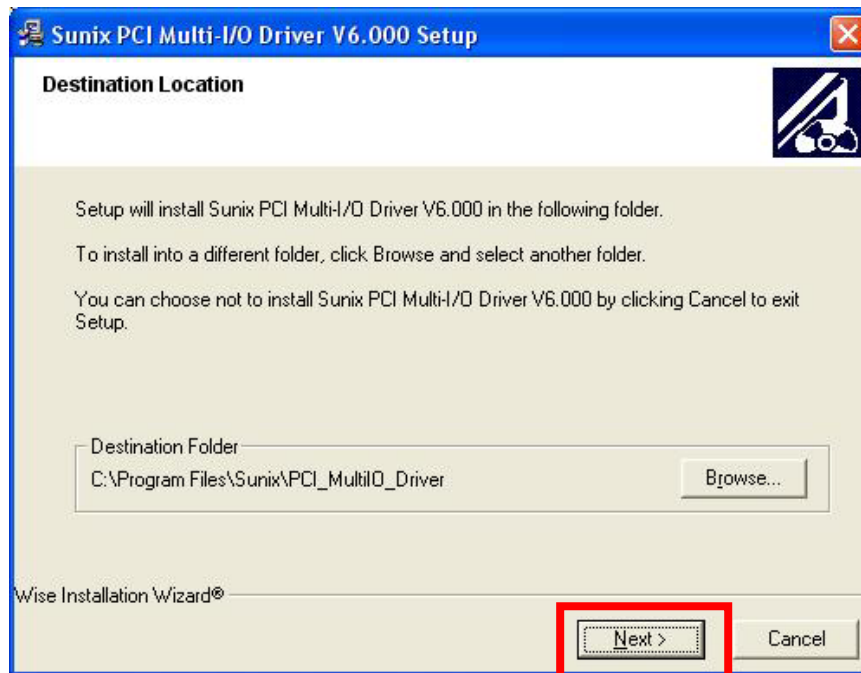 Sunix PCI Multi-I/O Driver V6.000 Setup
Destination Location
Setup will install Sunix PCI Multi-I/O Driver V6.000 in the following folder.
To install into a different folder, click Browse and select another folder.
You can choose not to install Sunix PCI Multi-I/O Driver V6.000 by clicking Cancel to exit
Setup.
Destination Folder
C:\Program Files\Sunix\PCI_MultiIO_Driver
Browse...
Wise Installation Wizard®
Next >
Cancel